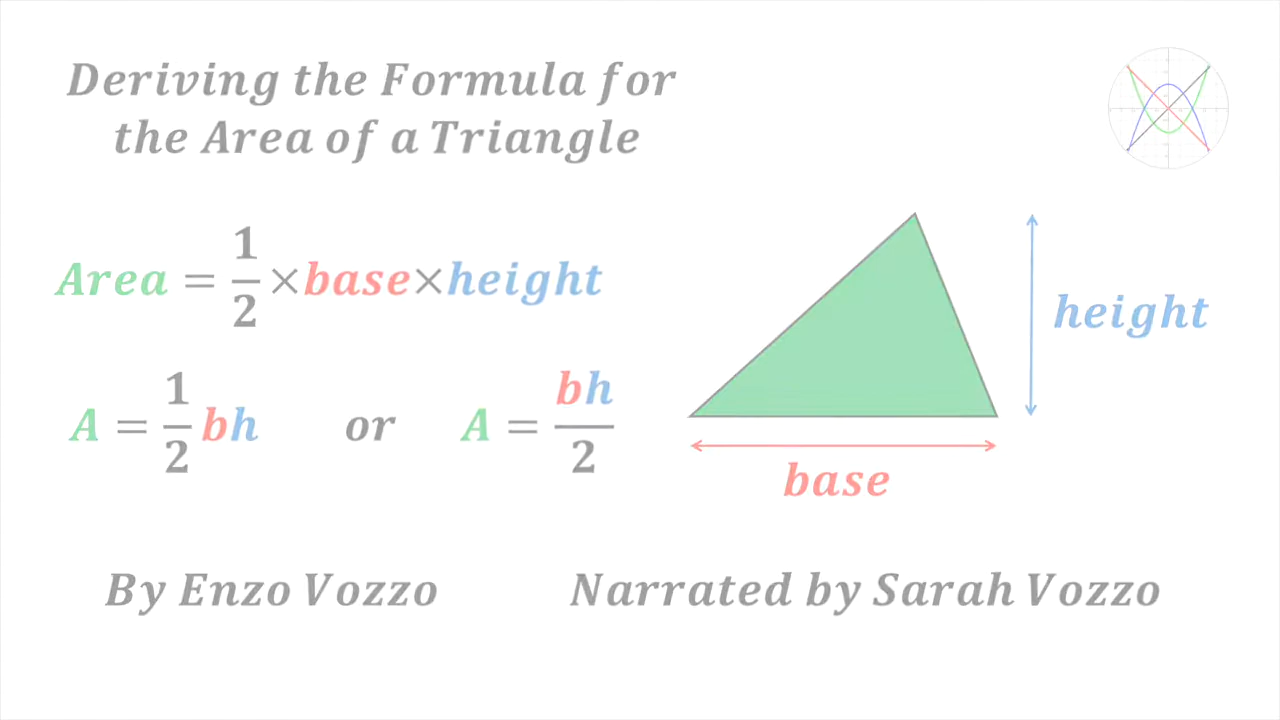 Deriving the Formula for
the Area of a Triangle
Area = 1/2 × base × height
height
A = 1/2 bh or A = bh/2
base
By Enzo Vozzo Narrated by Sarah Vozzo